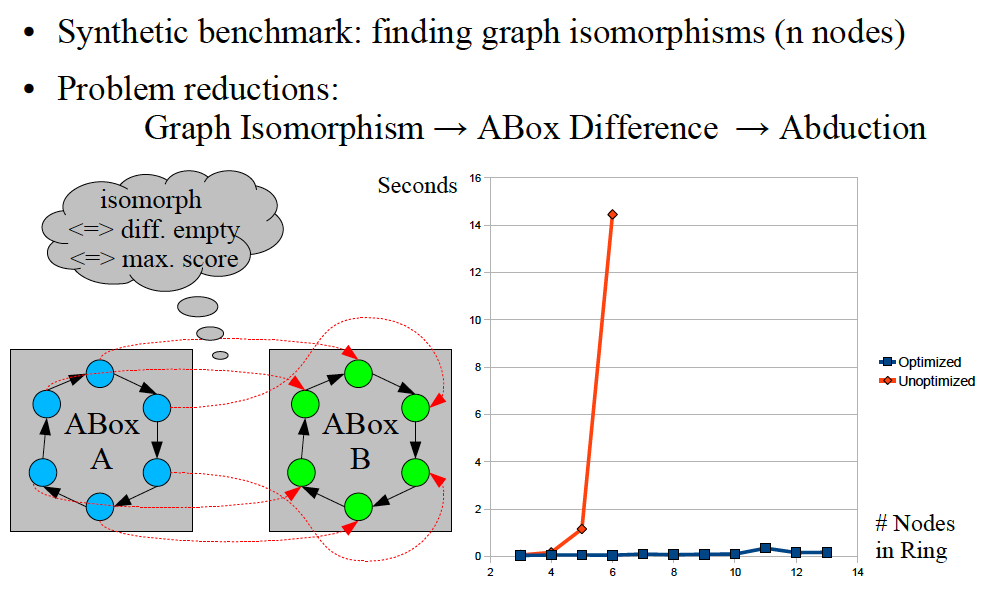 • Synthetic benchmark: finding graph isomorphisms (n nodes)
• Problem reductions:
Graph Isomorphism → ABox Difference → Abduction
isomorph
<=> diff. empty
<=> max. score
ABox
A
ABox
B
Seconds
16
14
12
10
8
6
4
2
0
2
4
6
8
10
12
14
# Nodes
in Ring
Optimized
Unoptimized